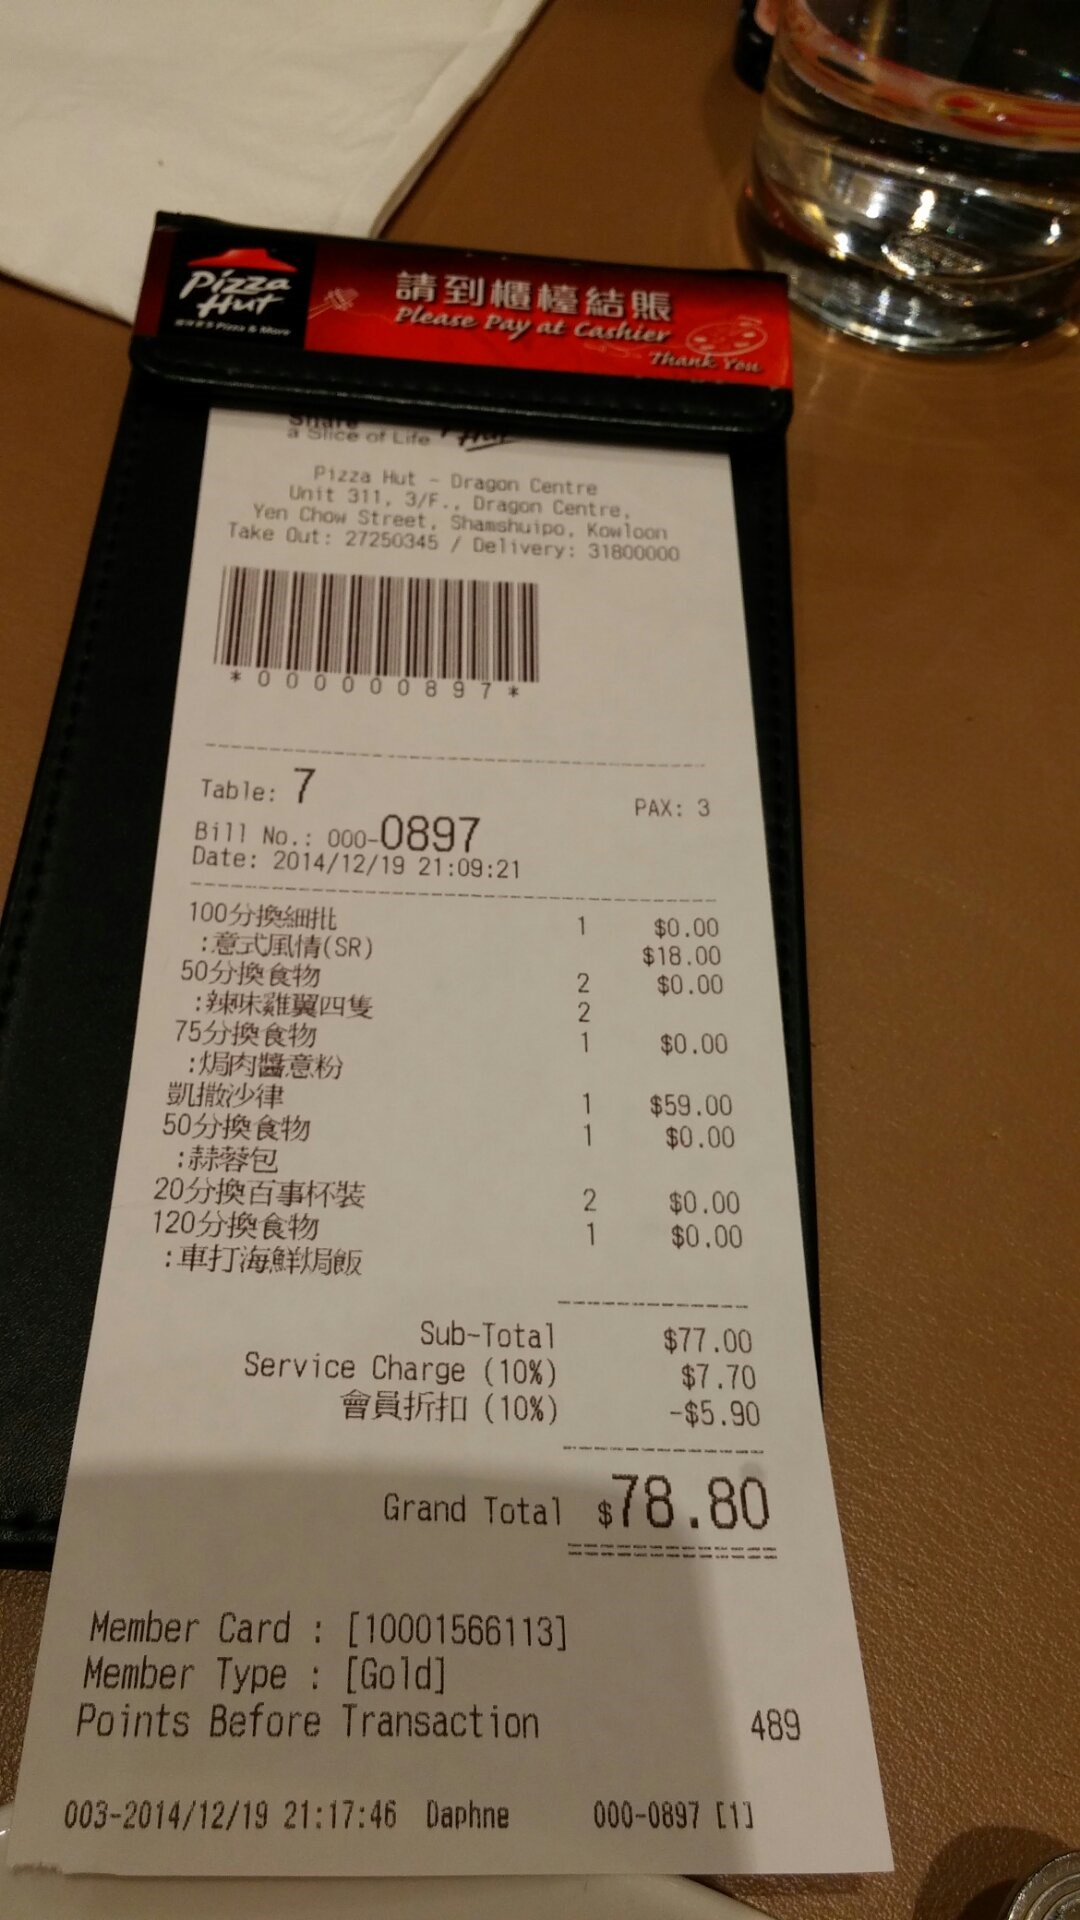 Pizza
Hut
Pizza & More
請到櫃檯結賬
Please Pay at Cashier
Thank You
Share
a Slice of Life
Hut
Pizza Hut - Dragon Centre
Unit 311, 3/F., Dragon Centre,
Yen Chow Street, Shamshuipo, Kowloon
Take Out: 27250345 / Delivery: 31800000
*000000897*
Table: 7 PAX: 3
Bill No.: 000-0897
Date: 2014/12/19 21:09:21
100分換細批 1 $0.00
:意式風情(SR) $18.00
50分換食物 2 $0.00
:辣味雞翼四隻 2
75分換食物 1 $0.00
:焗肉醬意粉
凱撒沙律 1 $59.00
50分換食物 1 $0.00
:蒜蓉包
20分換百事杯裝 2 $0.00
120分換食物 1 $0.00
:車打海鮮焗飯
Sub-Total $77.00
Service Charge (10%) $7.70
會員折扣 (10%) -$5.90
Grand Total $78.80
Member Card : [10001566113]
Member Type : [Gold]
Points Before Transaction 489
003-2014/12/19 21:17:46 Daphne 000-0897 [1]